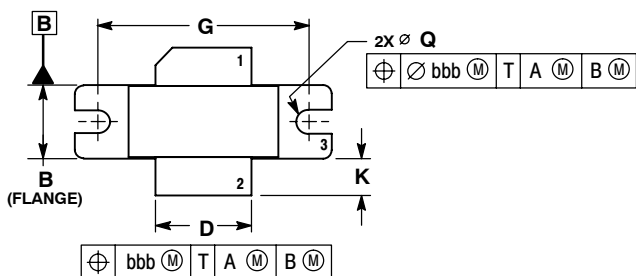 B
G
2X ⌀ Q
⌖ ⌀ bbb Ⓜ T A Ⓜ B Ⓜ
1
3
B
(FLANGE)
2
K
D
⌖ bbb Ⓜ T A Ⓜ B Ⓜ